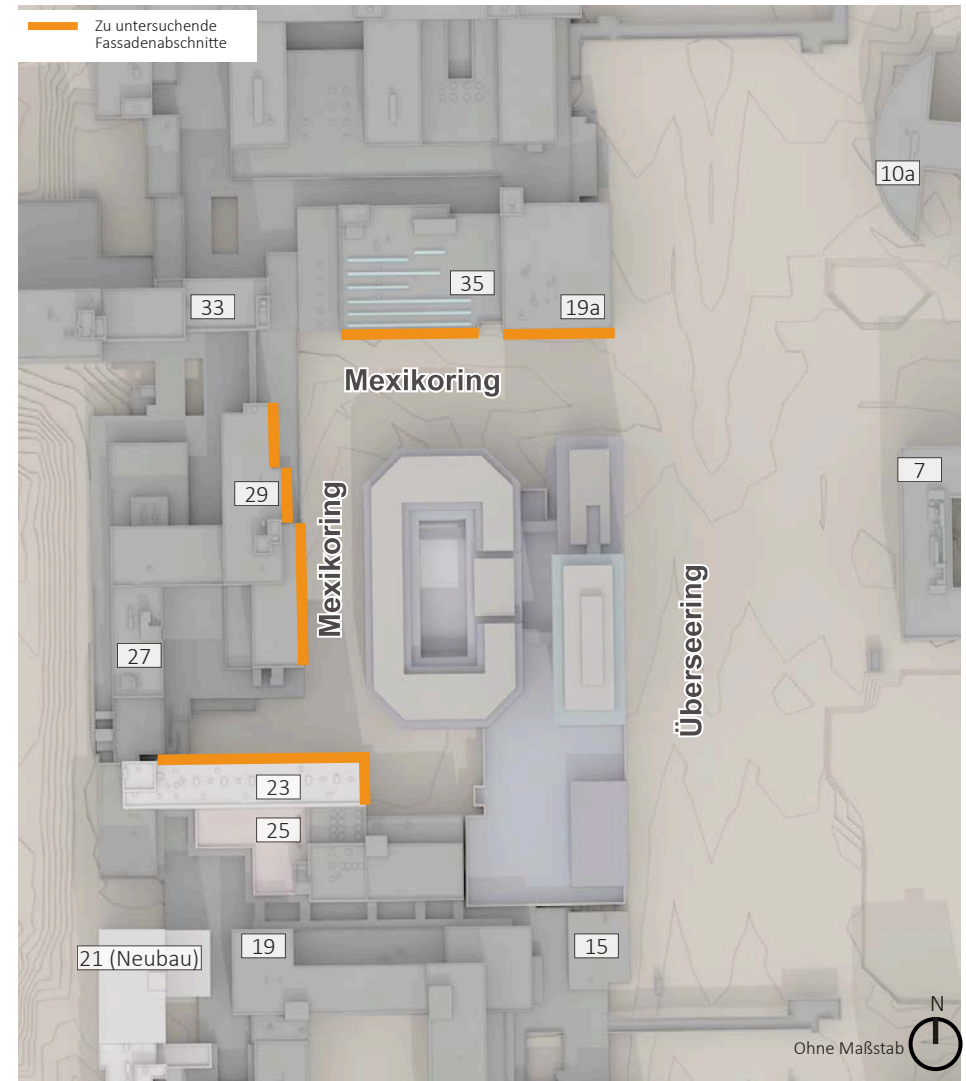 Zu untersuchende
Fassadenabschnitte
10a
35
33
19a
Mexikoring
7
29
Mexikoring
Überseering
27
23
25
19
15
21 (Neubau)
N
Ohne Maßstab